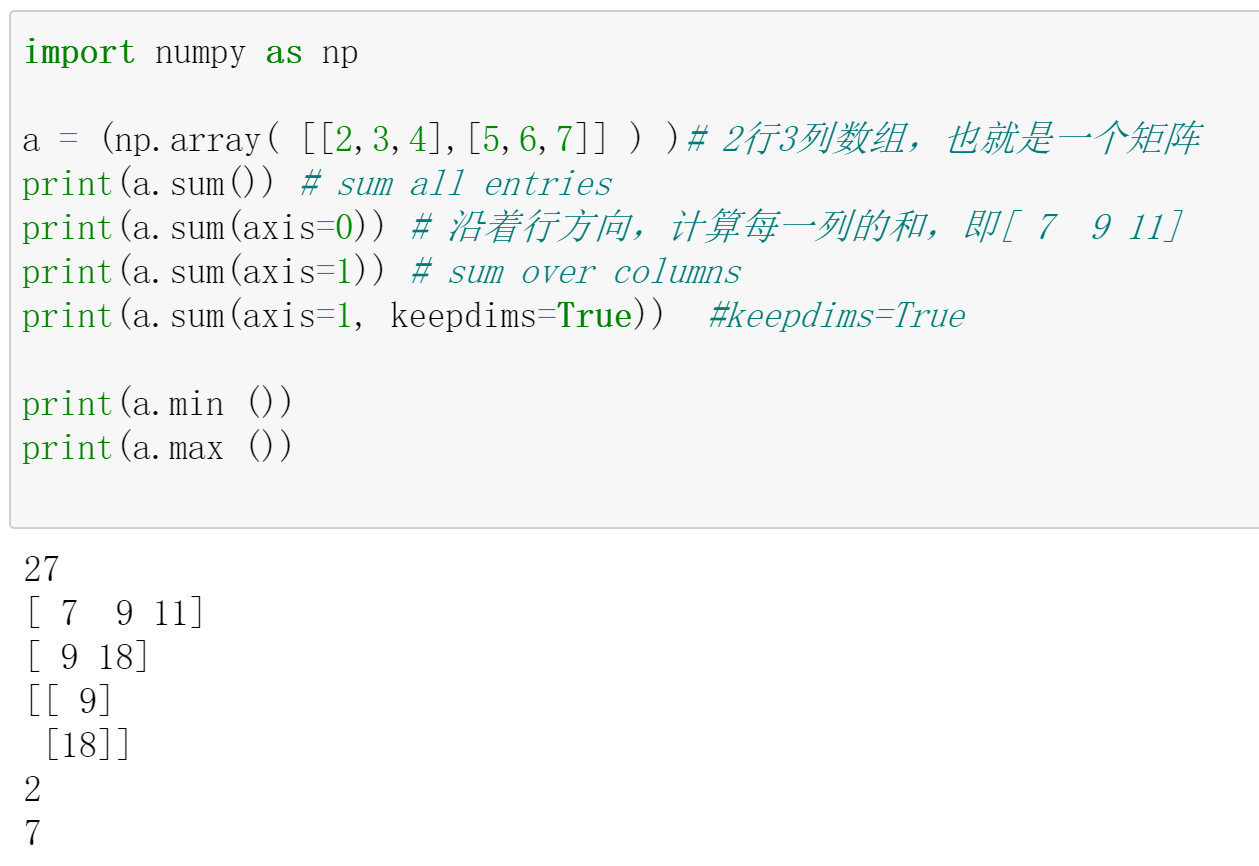 import numpy as np
a = (np.array( [[2,3,4],[5,6,7]] ) )# 2行3列数组，也就是一个矩阵
print(a.sum()) # sum all entries
print(a.sum(axis=0)) # 沿着行方向，计算每一列的和，即[ 7  9 11]
print(a.sum(axis=1)) # sum over columns
print(a.sum(axis=1, keepdims=True))  #keepdims=True
print(a.min ())
print(a.max ())
27
[ 7  9 11]
[ 9 18]
[[ 9]
 [18]]
2
7